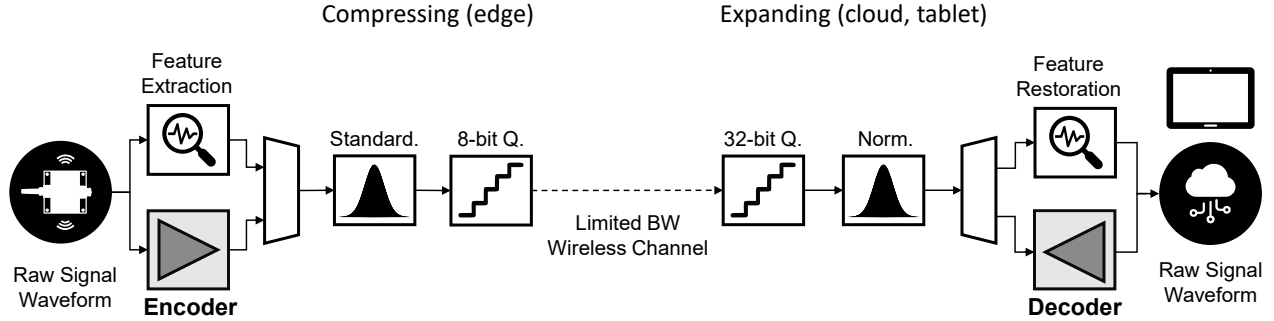 Compressing (edge)
Expanding (cloud, tablet)
Feature
Extraction
Standard.
8-bit Q.
32-bit Q.
Norm.
Feature
Restoration
Limited BW
Wireless Channel
Raw Signal
Waveform
Encoder
Decoder
Raw Signal
Waveform